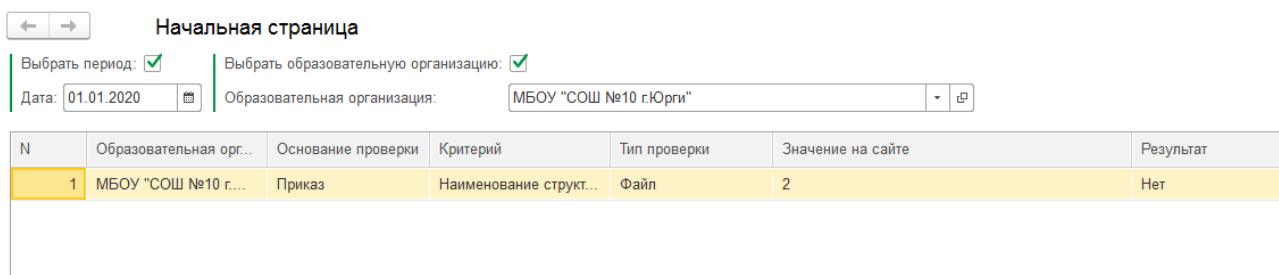 Начальная страница
Выбрать период: Выбрать образовательную организацию:
Дата: 01.01.2020 Образовательная организация: МБОУ "СОШ №10 г.Юрги"
N Образовательная орг... Основание проверки Критерий Тип проверки Значение на сайте Результат
1 МБОУ "СОШ №10 г.... Приказ Наименование структ... Файл 2 Нет